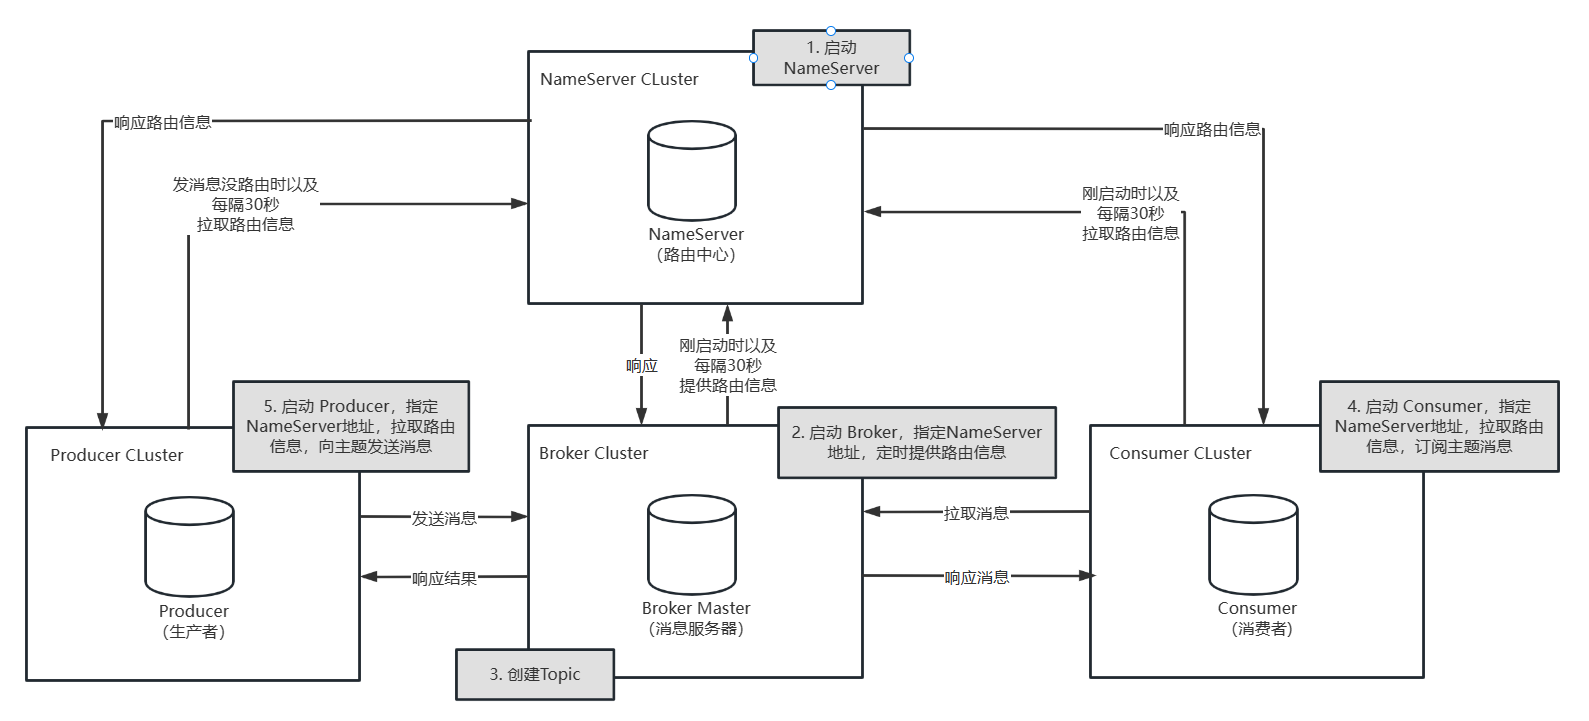 1. 启动
NameServer
NameServer CLuster
NameServer
（路由中心）
响应路由信息
发消息没路由时以及
每隔30秒
拉取路由信息
响应路由信息
刚启动时以及
每隔30秒
拉取路由信息
响应
刚启动时以及
每隔30秒
提供路由信息
5. 启动 Producer，指定
NameServer地址，拉取路由
信息，向主题发送消息
Producer CLuster
Producer
（生产者）
发送消息
响应结果
2. 启动 Broker，指定NameServer
地址，定时提供路由信息
Broker Cluster
Broker Master
（消息服务器）
3. 创建Topic
拉取消息
响应消息
4. 启动 Consumer，指定
NameServer地址，拉取路由
信息，订阅主题消息
Consumer CLuster
Consumer
（消费者）